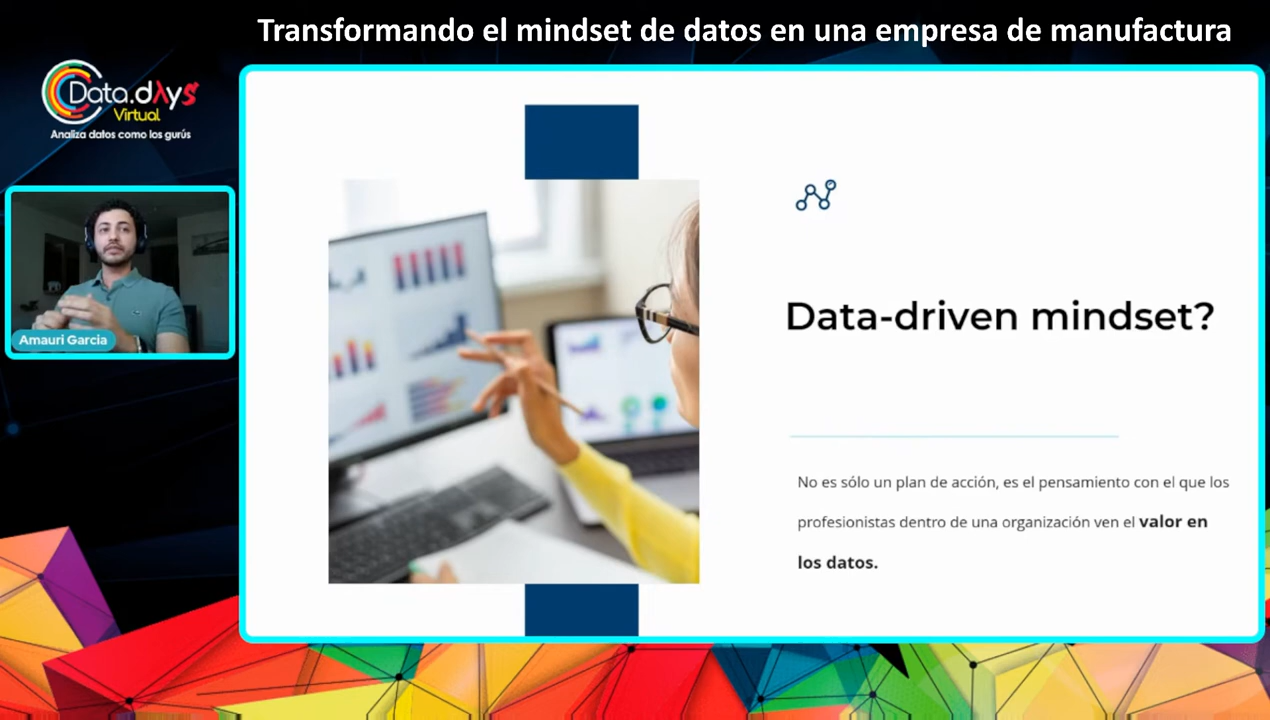 Transformando el mindset de datos en una empresa de manufactura
Data.dλys
Virtual
Analiza datos como los gurús
Amauri Garcia
Data-driven mindset?
No es sólo un plan de acción, es el pensamiento con el que los
profesionistas dentro de una organización ven el valor en
los datos.